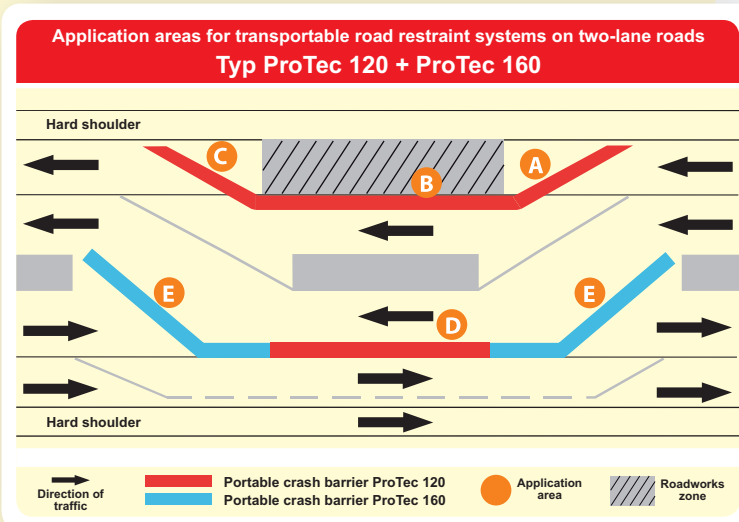 Application areas for transportable road restraint systems on two-lane roads
Typ ProTec 120 + ProTec 160
Hard shoulder
C
A
B
E
E
D
Hard shoulder
Direction of
traffic
Portable crash barrier ProTec 120
Portable crash barrier ProTec 160
Application
area
Roadworks
zone